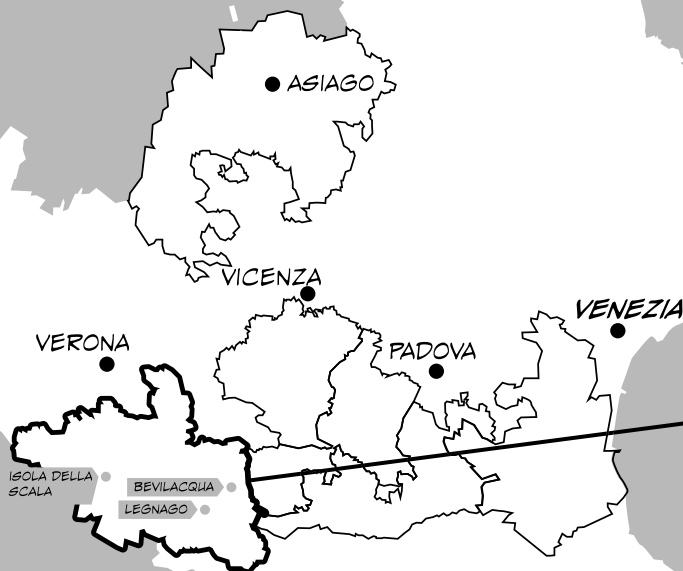 ASIAGO
VICENZA
VENEZIA
VERONA
PADOVA
ISOLA DELLA
SCALA
BEVILACQUA
LEGNAGO